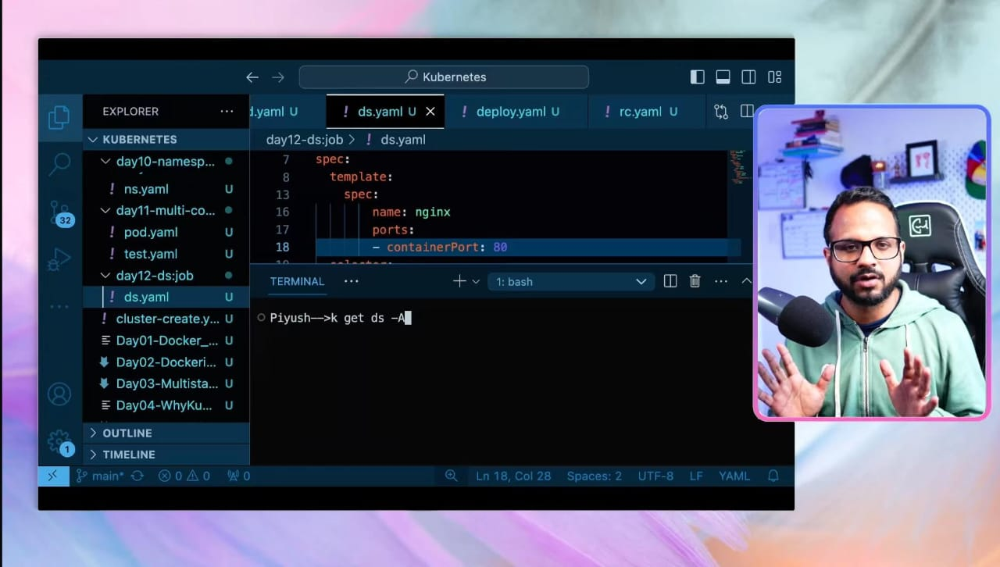 Kubernetes
EXPLORER
KUBERNETES
day10-namesp...
ns.yaml U
day11-multi-co...
pod.yaml U
test.yaml U
day12-ds:job
ds.yaml U
cluster-create.y... U
Day01-Docker_... U
Day02-Dockeri... U
Day03-Multista... U
Day04-WhyKu... U
OUTLINE
TIMELINE
32
1
d.yaml U
! ds.yaml U
! deploy.yaml U
! rc.yaml U
day12-ds:job > ! ds.yaml
7 spec:
8 template:
13 spec:
16 name: nginx
17 ports:
18 - containerPort: 80
TERMINAL
1: bash
Piyush——>k get ds -A
main* 0 0 0
Ln 18, Col 28 Spaces: 2 UTF-8 LF YAML